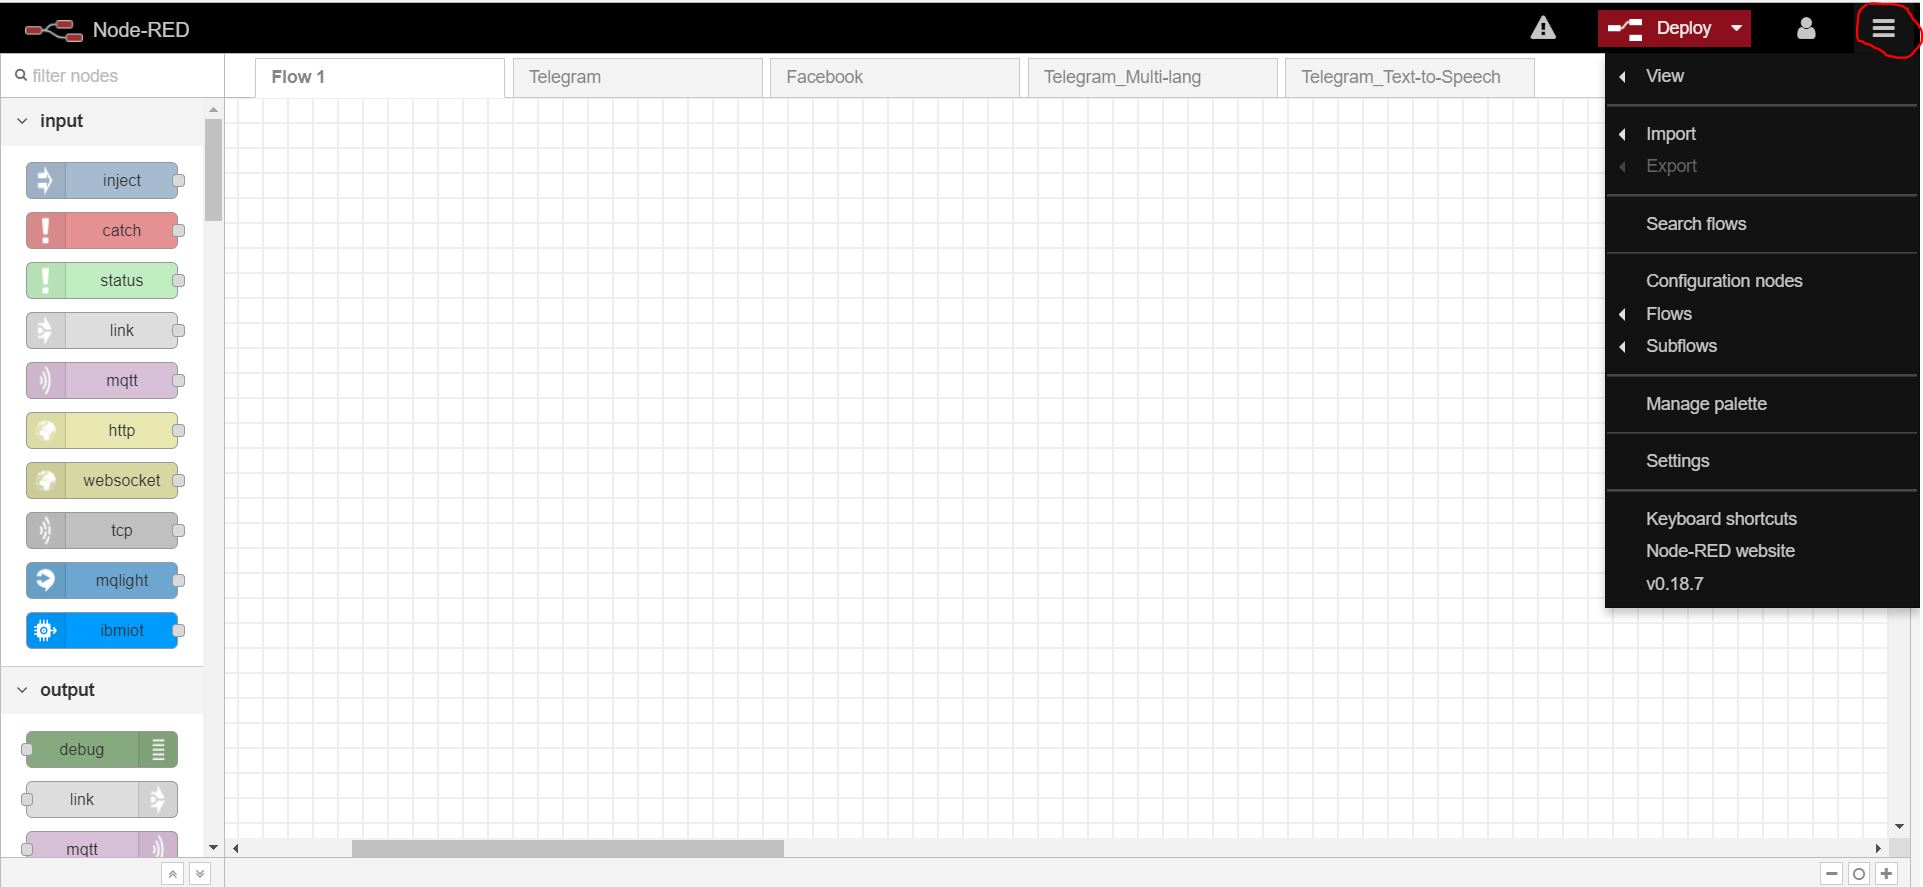 Node-RED
Deploy
filter nodes
Flow 1
Telegram
Facebook
Telegram_Multi-lang
Telegram_Text-to-Speech
input
inject
catch
status
link
mqtt
http
websocket
tcp
mqlight
ibmiot
output
debug
link
mqtt
View
Import
Export
Search flows
Configuration nodes
Flows
Subflows
Manage palette
Settings
Keyboard shortcuts
Node-RED website
v0.18.7